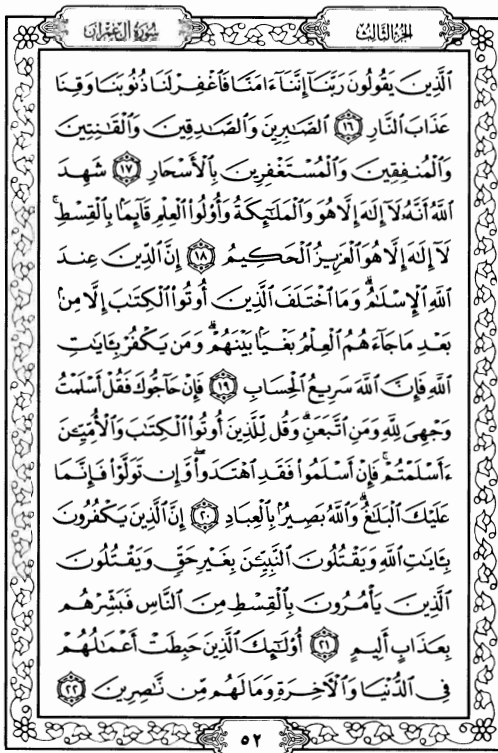 الجزء الثالث
سورة آل عمران
ٱلَّذِينَ يَقُولُونَ رَبَّنَآ إِنَّنَآ ءَامَنَّا فَٱغْفِرْ لَنَا ذُنُوبَنَا وَقِنَا
عَذَابَ ٱلنَّارِ ١٦ ٱلصَّٰبِرِينَ وَٱلصَّٰدِقِينَ وَٱلْقَٰنِتِينَ
وَٱلْمُنفِقِينَ وَٱلْمُسْتَغْفِرِينَ بِٱلْأَسْحَارِ ١٧ شَهِدَ
ٱللَّهُ أَنَّهُۥ لَآ إِلَٰهَ إِلَّا هُوَ وَٱلْمَلَٰٓئِكَةُ وَأُو۟لُوا۟ ٱلْعِلْمِ قَآئِمًۢا بِٱلْقِسْطِ ۚ
لَآ إِلَٰهَ إِلَّا هُوَ ٱلْعَزِيزُ ٱلْحَكِيمُ ١٨ إِنَّ ٱلدِّينَ عِندَ
ٱللَّهِ ٱلْإِسْلَٰمُ ۗ وَمَا ٱخْتَلَفَ ٱلَّذِينَ أُوتُوا۟ ٱلْكِتَٰبَ إِلَّا مِنۢ
بَعْدِ مَا جَآءَهُمُ ٱلْعِلْمُ بَغْيًۢا بَيْنَهُمْ ۗ وَمَن يَكْفُرْ بِـَٔايَٰتِ
ٱللَّهِ فَإِنَّ ٱللَّهَ سَرِيعُ ٱلْحِسَابِ ١٩ فَإِنْ حَآجُّوكَ فَقُلْ أَسْلَمْتُ
وَجْهِىَ لِلَّهِ وَمَنِ ٱتَّبَعَنِ ۗ وَقُل لِّلَّذِينَ أُوتُوا۟ ٱلْكِتَٰبَ وَٱلْأُمِّيِّـۧنَ
ءَأَسْلَمْتُمْ ۚ فَإِنْ أَسْلَمُوا۟ فَقَدِ ٱهْتَدَوا۟ ۖ وَّإِن تَوَلَّوْا۟ فَإِنَّمَا
عَلَيْكَ ٱلْبَلَٰغُ ۗ وَٱللَّهُ بَصِيرٌۢ بِٱلْعِبَادِ ٢٠ إِنَّ ٱلَّذِينَ يَكْفُرُونَ
بِـَٔايَٰتِ ٱللَّهِ وَيَقْتُلُونَ ٱلنَّبِيِّـۧنَ بِغَيْرِ حَقٍّ وَيَقْتُلُونَ
ٱلَّذِينَ يَأْمُرُونَ بِٱلْقِسْطِ مِنَ ٱلنَّاسِ فَبَشِّرْهُم
بِعَذَابٍ أَلِيمٍ ٢١ أُو۟لَٰٓئِكَ ٱلَّذِينَ حَبِطَتْ أَعْمَٰلُهُمْ
فِى ٱلدُّنْيَا وَٱلْءَاخِرَةِ وَمَا لَهُم مِّن نَّٰصِرِينَ ٢٢
٥٢